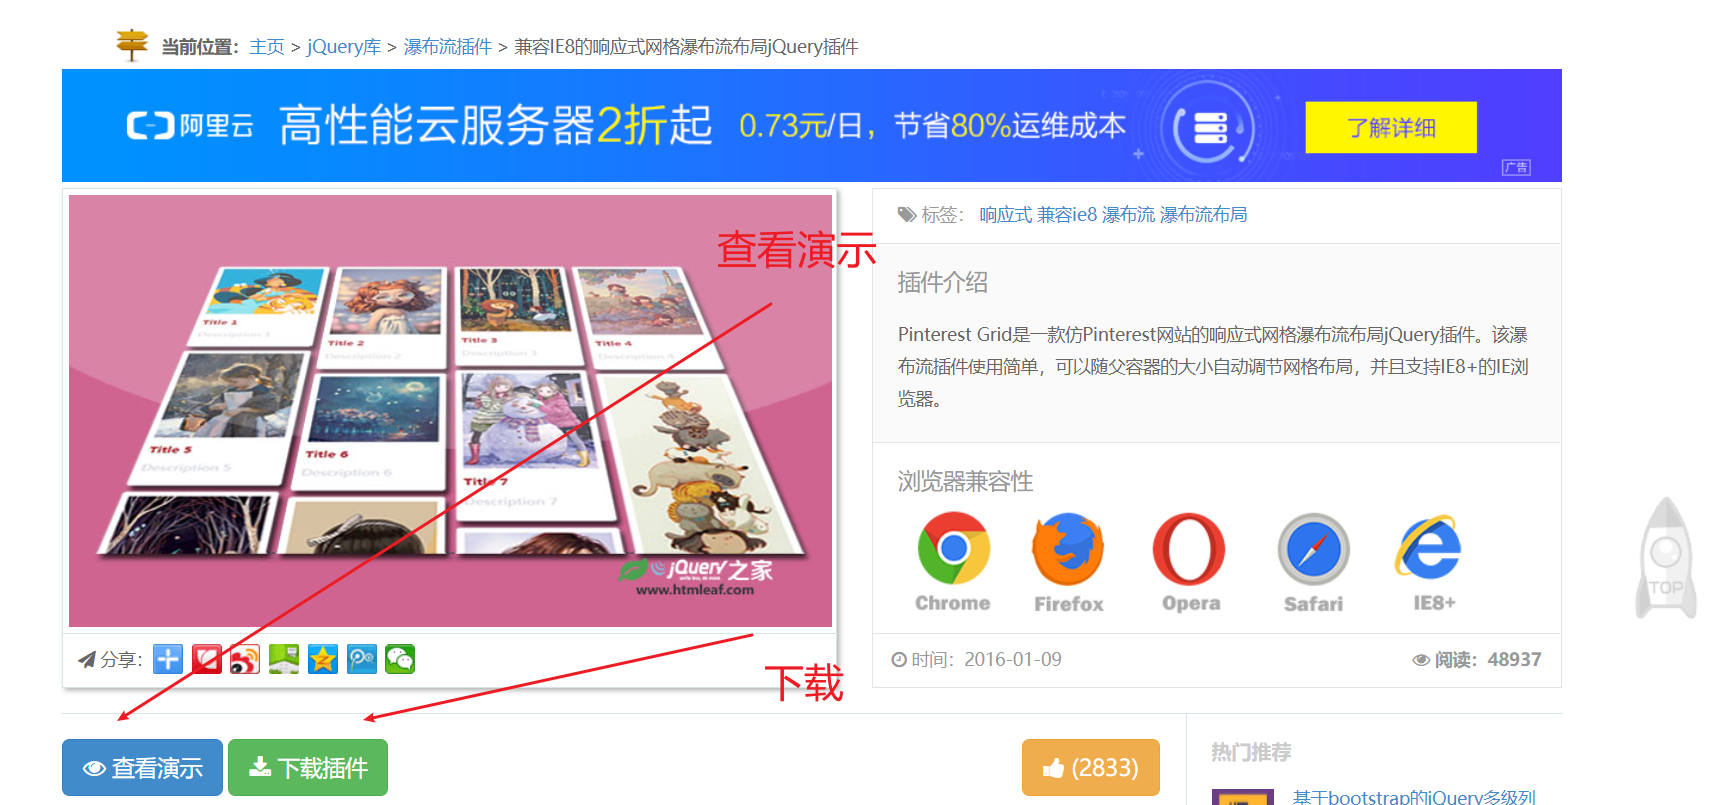 当前位置：主页 > jQuery库 > 瀑布流插件 > 兼容IE8的响应式网格瀑布流布局jQuery插件
阿里云 高性能云服务器2折起 0.73元/日，节省80%运维成本 了解详细
广告
标签： 响应式 兼容ie8 瀑布流 瀑布流布局
查看演示
插件介绍
Pinterest Grid是一款仿Pinterest网站的响应式网格瀑布流布局jQuery插件。该瀑
布流插件使用简单，可以随父容器的大小自动调节网格布局，并且支持IE8+的IE浏
览器。
Title 1
Description 1
Title 2
Description 2
Title 3
Description 3
Title 4
Description 4
Title 5
Description 5
Title 6
Description 6
Title 7
Description 7
jQuery之家
www.htmleaf.com
浏览器兼容性
Chrome Firefox Opera Safari IE8+
TOP
分享：
时间：2016-01-09 阅读：48937
下载
查看演示 下载插件 (2833)
热门推荐
基于bootstrap的jQuery多级列